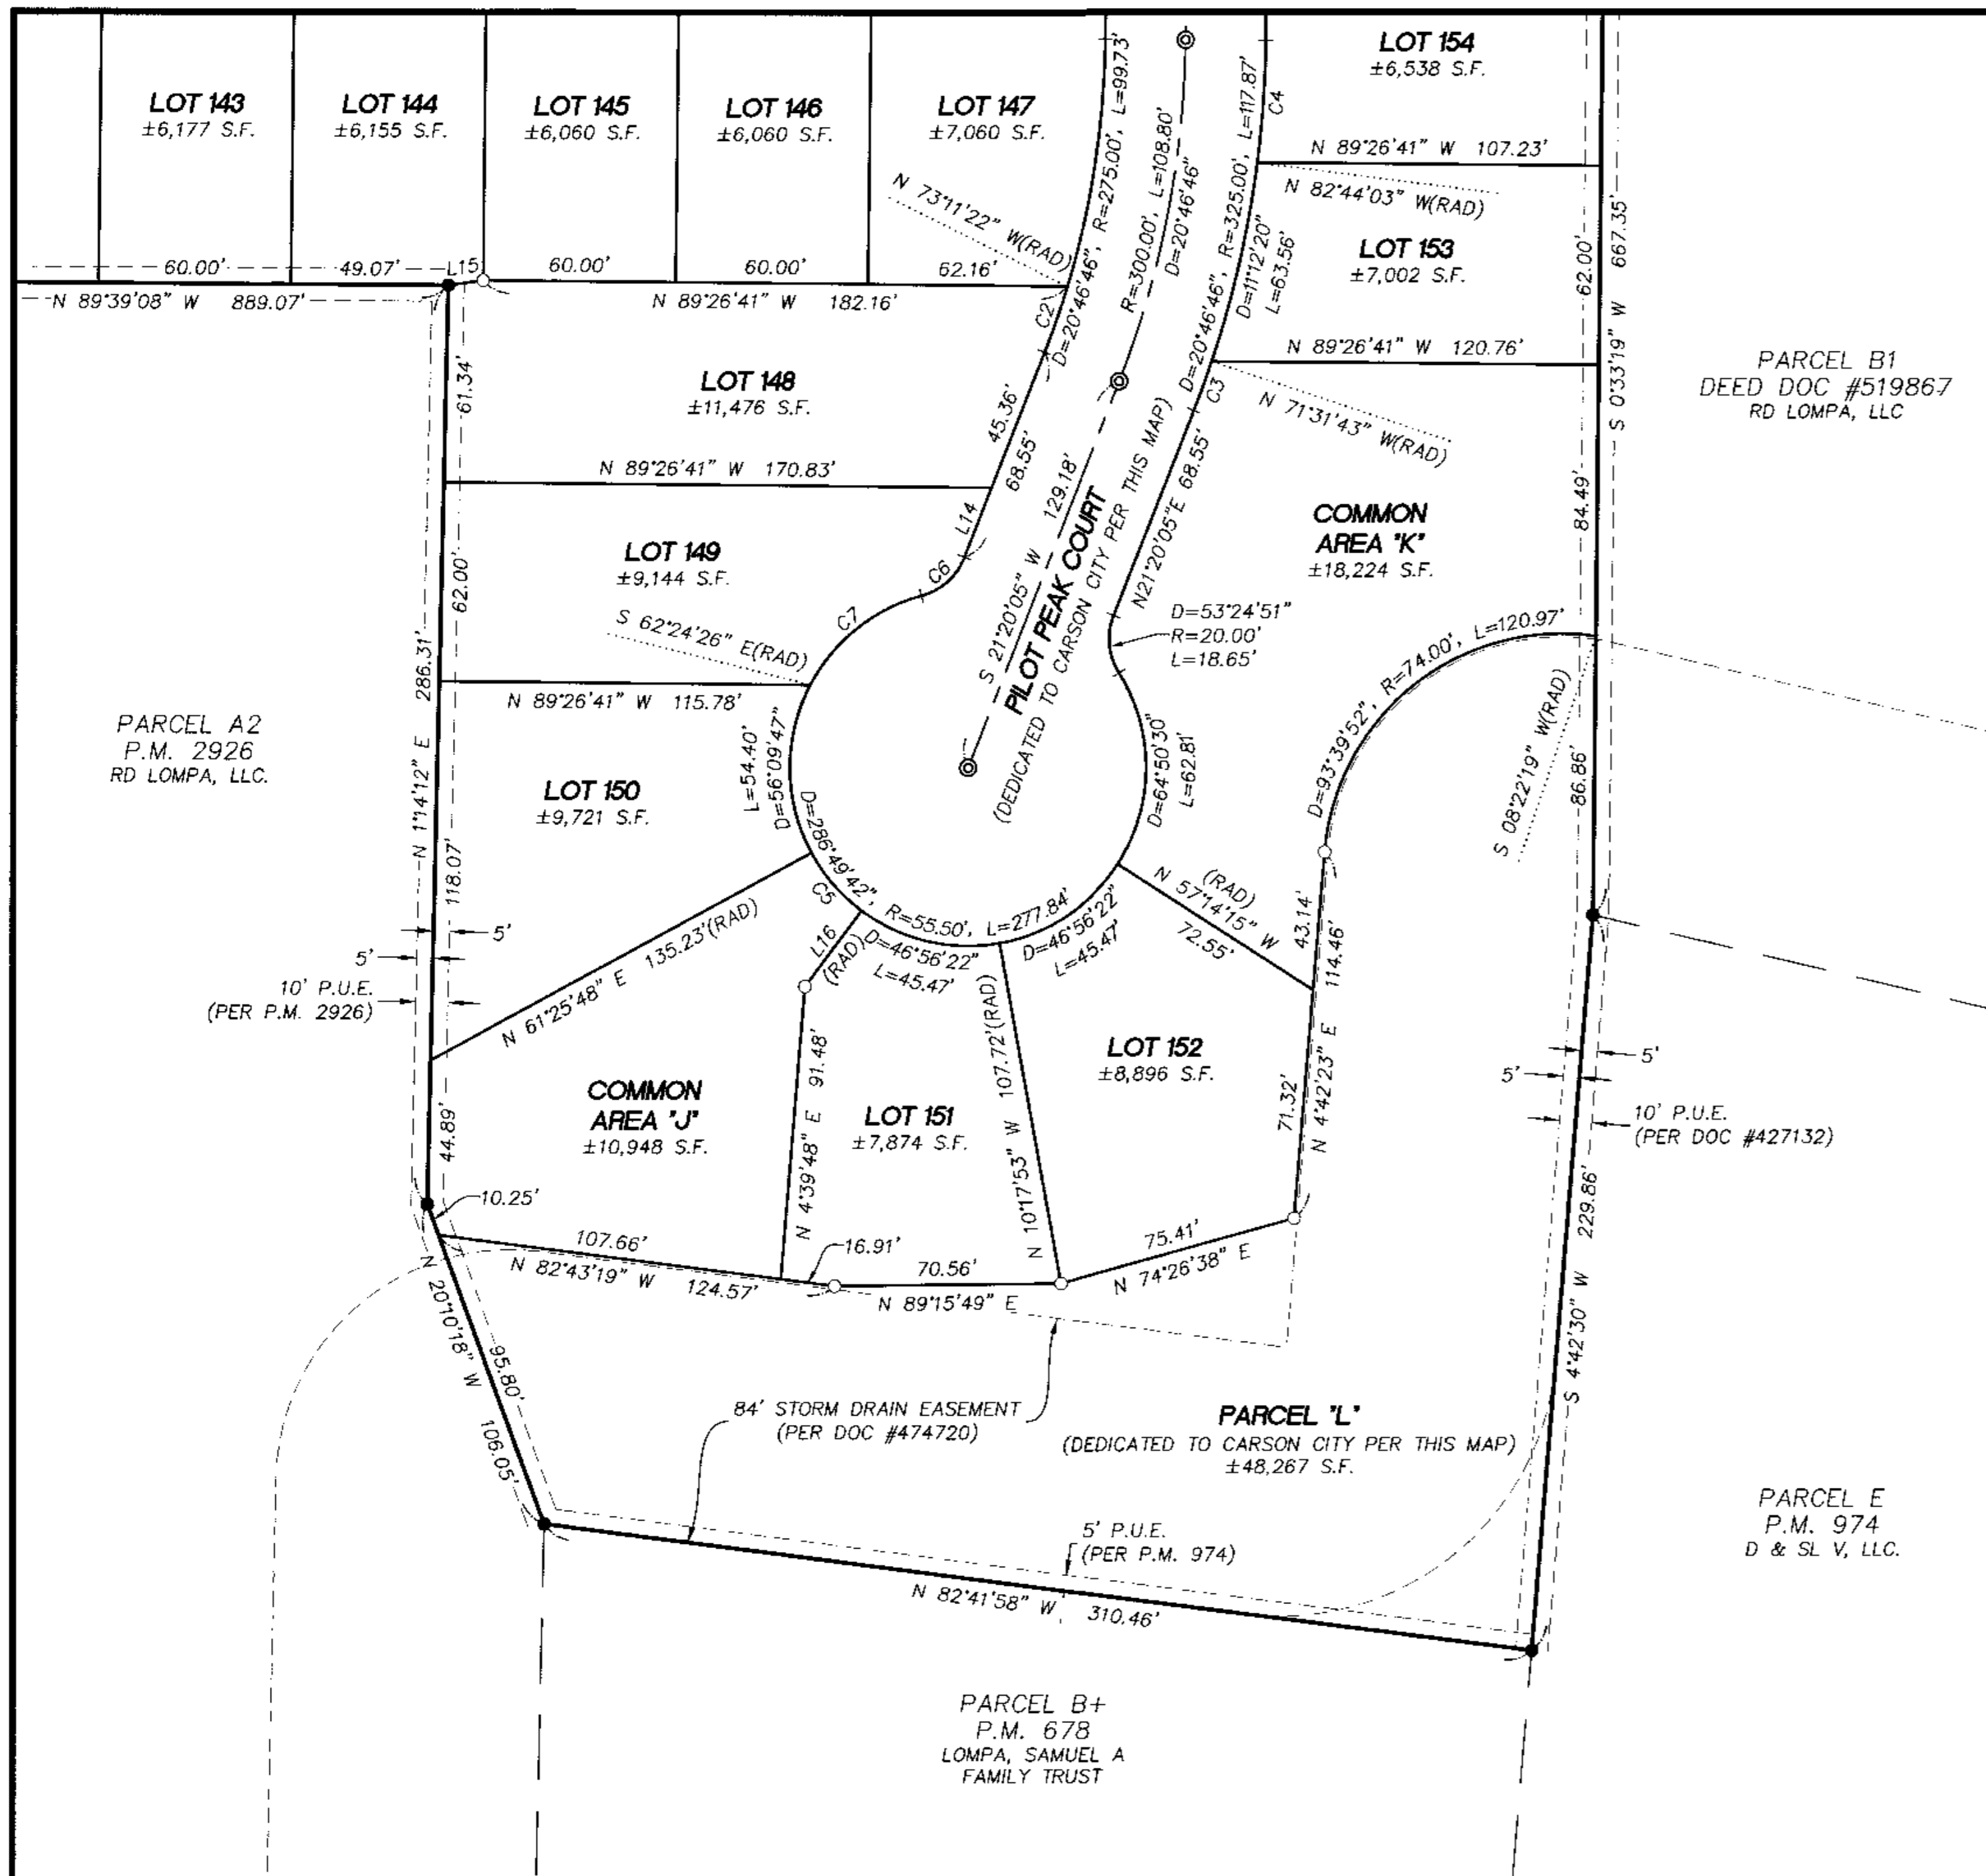 LOT 143
±6,177 S.F.
LOT 144
±6,155 S.F.
LOT 145
±6,060 S.F.
LOT 146
±6,060 S.F.
LOT 147
±7,060 S.F.
LOT 154
±6,538 S.F.
D=20°46'46", R=275.00', L=99.73'
R=300.00', L=108.80'
D=20°46'46"
D=20°46'46", R=325.00', L=117.87'
C4
N 89°26'41" W 107.23'
N 82°44'03" W(RAD)
N 73°11'22" W(RAD)
D=11°12'20"
L=63.56'
LOT 153
±7,002 S.F.
62.00'
S 0°33'19" W 667.35'
60.00'
49.07'
L15
60.00'
60.00'
62.16'
N 89°39'08" W 889.07'
N 89°26'41" W 182.16'
C2
N 89°26'41" W 120.76'
C3
N 71°31'43" W(RAD)
PARCEL B1
DEED DOC #519867
RD LOMPA, LLC
61.34'
LOT 148
±11,476 S.F.
45.36'
68.55'
N 89°26'41" W 170.83'
L14
S 21°20'05" W 129.18'
PILOT PEAK COURT
(DEDICATED TO CARSON CITY PER THIS MAP)
N21°20'05"E 68.55'
84.49'
COMMON
AREA "K"
±18,224 S.F.
LOT 149
±9,144 S.F.
62.00'
C6
C7
S 62°24'26" E(RAD)
D=53°24'51"
R=20.00'
L=18.65'
D=93°39'52", R=74.00', L=120.97'
N 1°14'12" E 286.31'
N 89°26'41" W 115.78'
S 08°22'19" W(RAD)
86.86'
PARCEL A2
P.M. 2926
RD LOMPA, LLC.
LOT 150
±9,721 S.F.
L=54.40'
D=56°09'47"
D=286°49'42", R=55.50', L=277.84'
D=64°50'30"
L=62.81'
118.07'
C5
N 61°25'48" E 135.23'(RAD)
L16
(RAD)
D=46°56'22"
L=45.47'
D=46°56'22"
L=45.47'
(RAD)
N 57°14'15" W
72.55'
43.14'
N 4°42'23" E 114.46'
5'
5'
10' P.U.E.
(PER P.M. 2926)
COMMON
AREA "J"
±10,948 S.F.
44.89'
N 4°39'48" E 91.48'
LOT 151
±7,874 S.F.
N 10°17'53" W 107.72'(RAD)
LOT 152
±8,896 S.F.
71.32'
5'
5'
10' P.U.E.
(PER DOC #427132)
10.25'
107.66'
N 82°43'19" W 124.57'
16.91'
70.56'
N 89°15'49" E
75.41'
N 74°26'38" E
S 4°42'30" W 229.86'
N 20°10'18" W 106.05'
95.80'
84' STORM DRAIN EASEMENT
(PER DOC #474720)
PARCEL "L"
(DEDICATED TO CARSON CITY PER THIS MAP)
±48,267 S.F.
5' P.U.E.
(PER P.M. 974)
N 82°41'58" W 310.46'
PARCEL E
P.M. 974
D & SL V, LLC.
PARCEL B+
P.M. 678
LOMPA, SAMUEL A
FAMILY TRUST